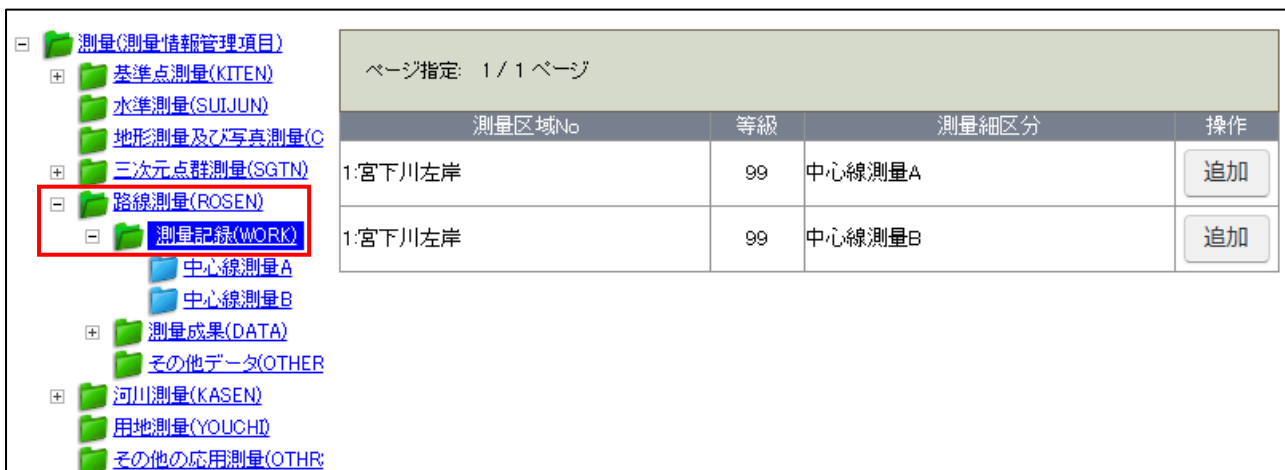 測量(測量情報管理項目)
基準点測量(KITEN)
水準測量(SUIJUN)
地形測量及び写真測量(C
三次元点群測量(SGTN)
路線測量(ROSEN)
測量記録(WORK)
中心線測量A
中心線測量B
測量成果(DATA)
その他データ(OTHER
河川測量(KASEN)
用地測量(YOUCHI)
その他の応用測量(OTHR
ページ指定: 1 / 1 ページ
測量区域No 等級 測量細区分 操作
1:宮下川左岸 99 中心線測量A 追加
1:宮下川左岸 99 中心線測量B 追加